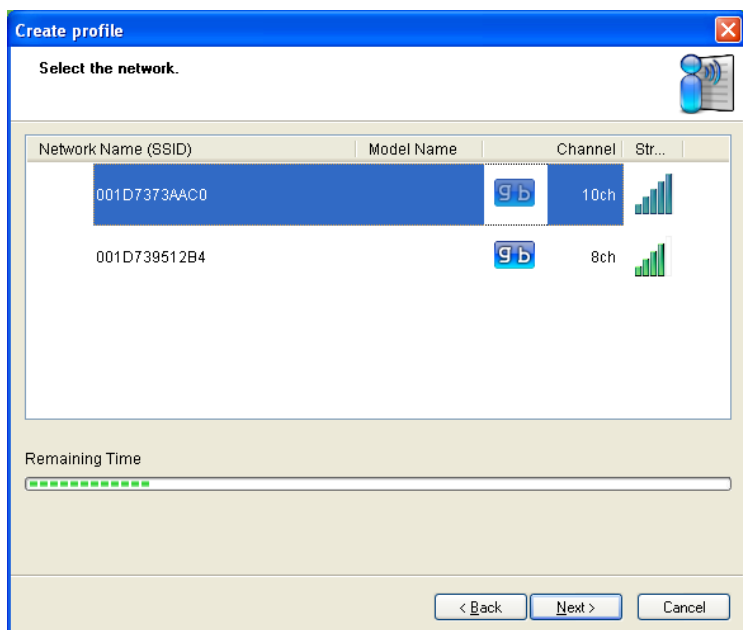 Create profile
Select the network.
Network Name (SSID) Model Name Channel Str...
001D7373AAC0 g b 10ch
001D739512B4 g b 8ch
Remaining Time
< Back Next > Cancel